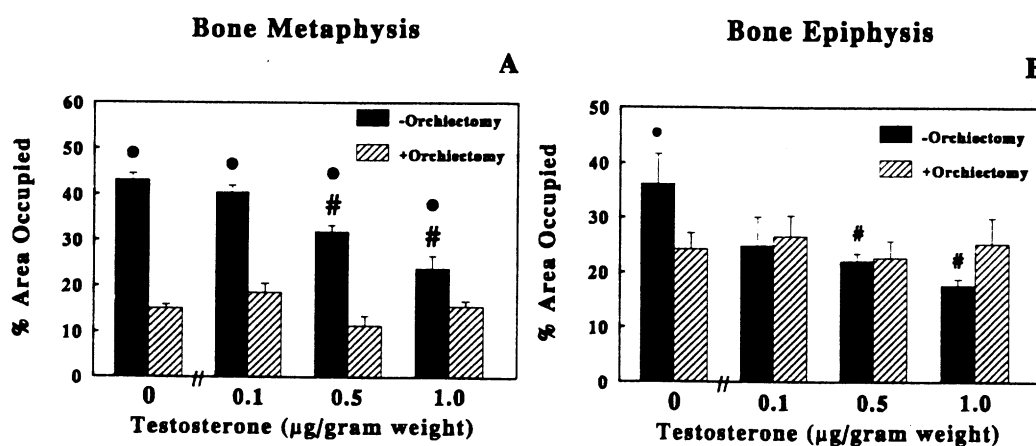 Bone Metaphysis
A
60
50
40
30
20
10
0
% Area Occupied
-Orchiectomy
+Orchiectomy
#
#
0 // 0.1 0.5 1.0
Testosterone (µg/gram weight)
Bone Epiphysis
50
40
30
20
10
0
% Area Occupied
-Orchiectomy
+Orchiectomy
#
#
0 // 0.1 0.5 1.0
Testosterone (µg/gram weight)